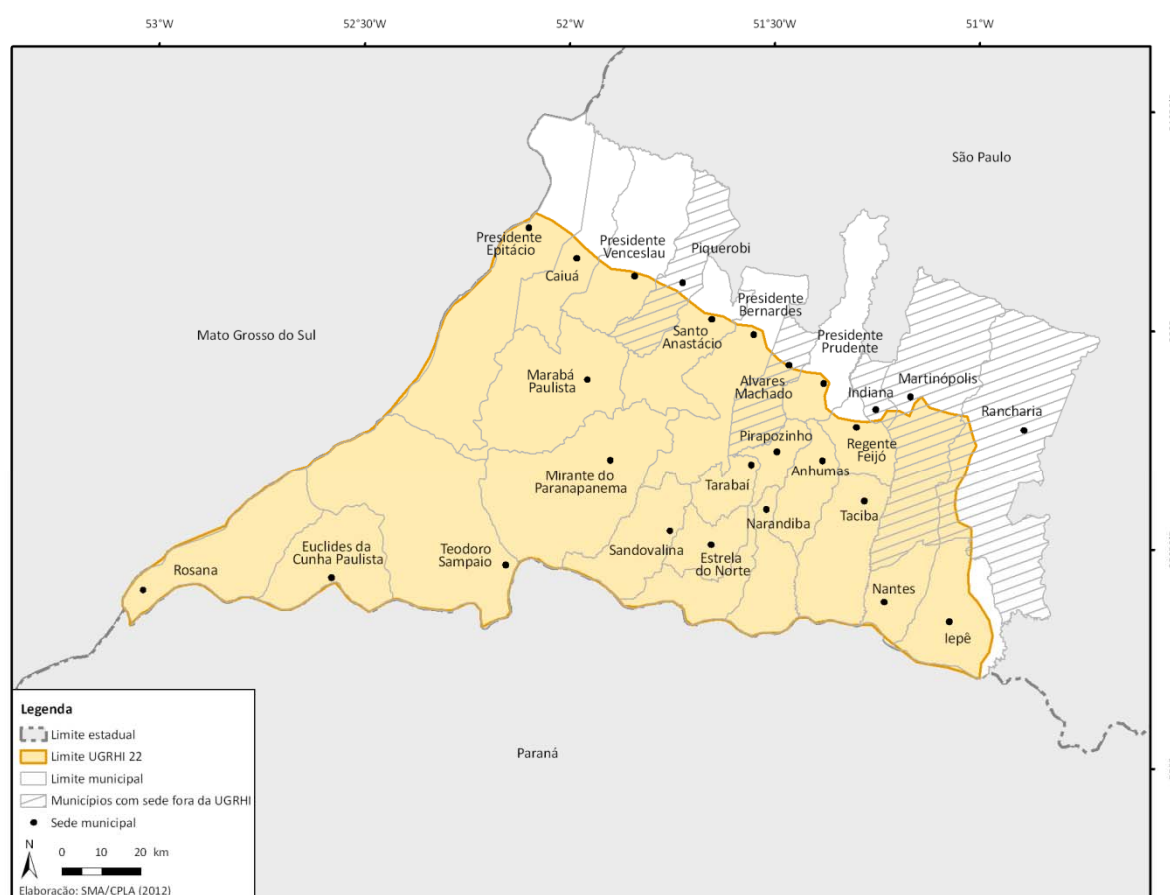 53°W
52°30'W
52°W
51°30'W
51°W
São Paulo
Presidente
Epitácio
Presidente
Venceslau
Piquerobi
Caiuá
Presidente
Bernardes
Mato Grosso do Sul
Santo
Anastácio
Presidente
Prudente
Marabá
Paulista
Alvares
Machado
Indiana
Martinópolis
Rancharia
Pirapozinho
Regente
Feijó
Mirante do
Paranapanema
Tarabaí
Anhumas
Narandiba
Taciba
Sandovalina
Estrela
do Norte
Euclides da
Cunha Paulista
Teodoro
Sampaio
Rosana
Nantes
Iepê
Paraná
Legenda
Limite estadual
Limite UGRHI 22
Limite municipal
Municípios com sede fora da UGRHI
Sede municipal
N
0 10 20 km
Elaboração: SMA/CPLA (2012)